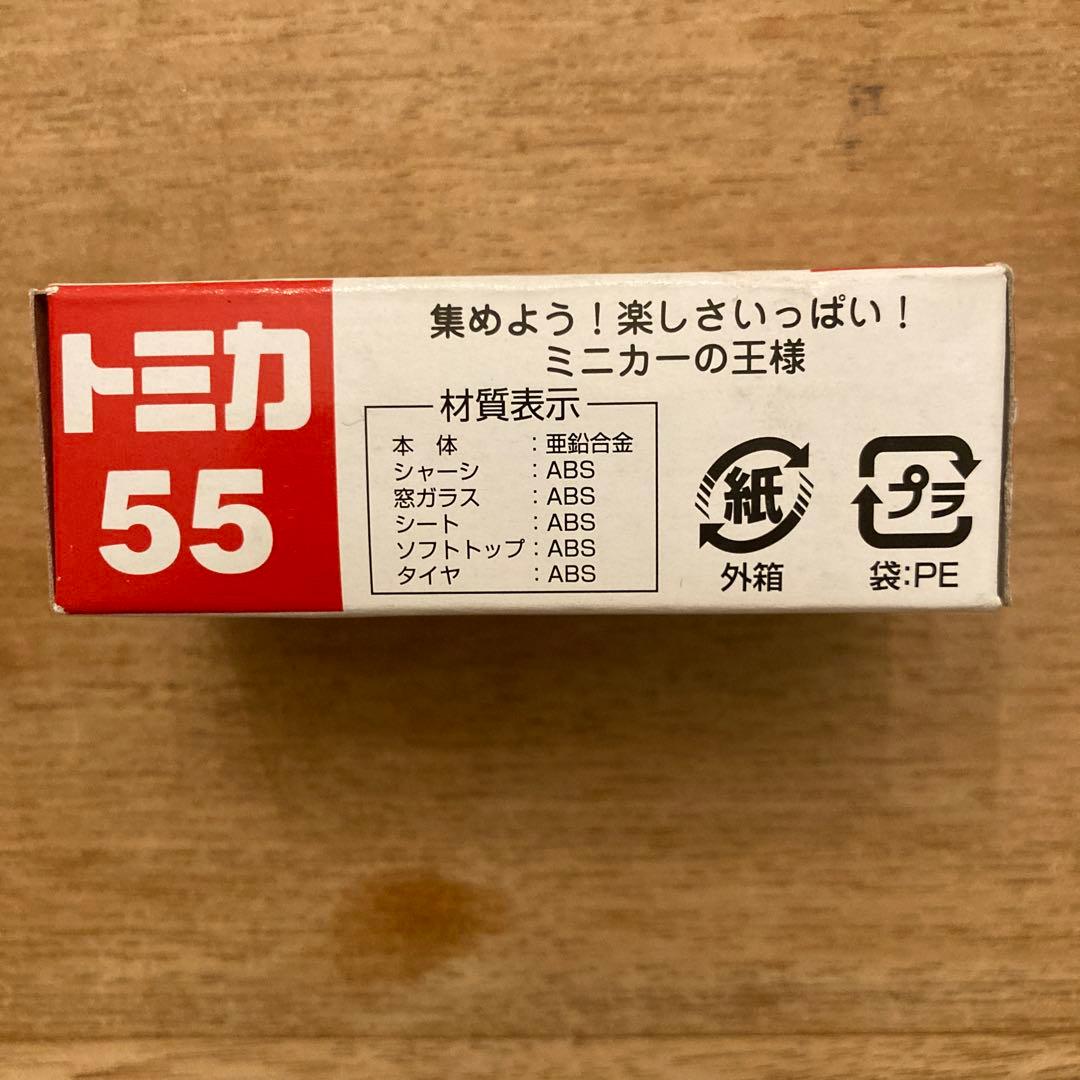 トミカ
55
集めよう！楽しさいっぱい！
ミニカーの王様
材質表示
本 体 ：亜鉛合金
シャーシ ：ABS
窓ガラス ：ABS
シート ：ABS
ソフトトップ：ABS
タイヤ ：ABS
紙
外箱
プラ
袋：PE